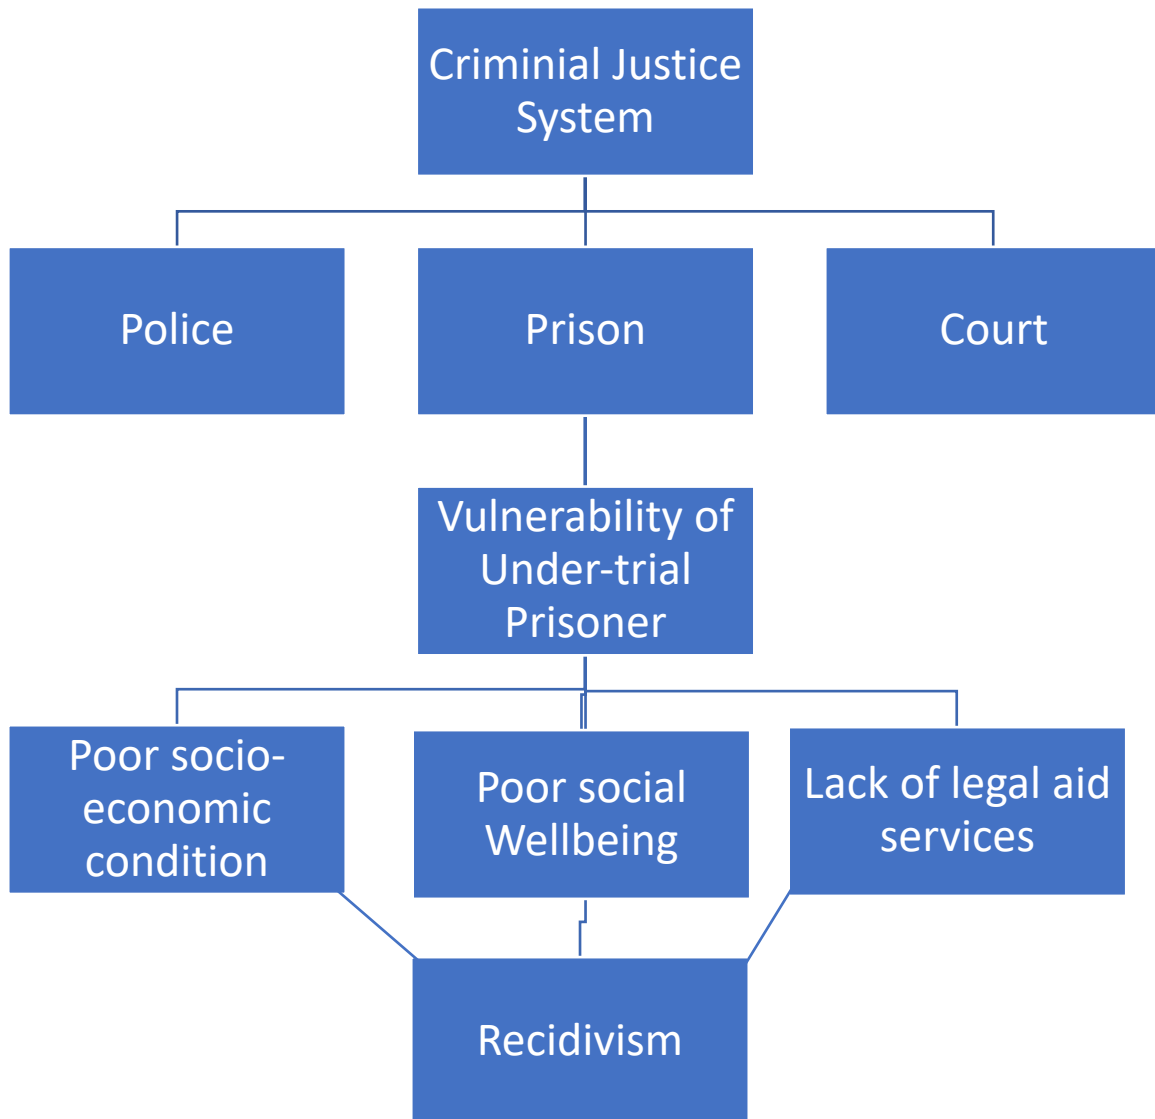 Criminial Justice
System
Police
Prison
Court
Vulnerability of
Under-trial
Prisoner
Poor socio-
economic
condition
Poor social
Wellbeing
Lack of legal aid
services
Recidivism